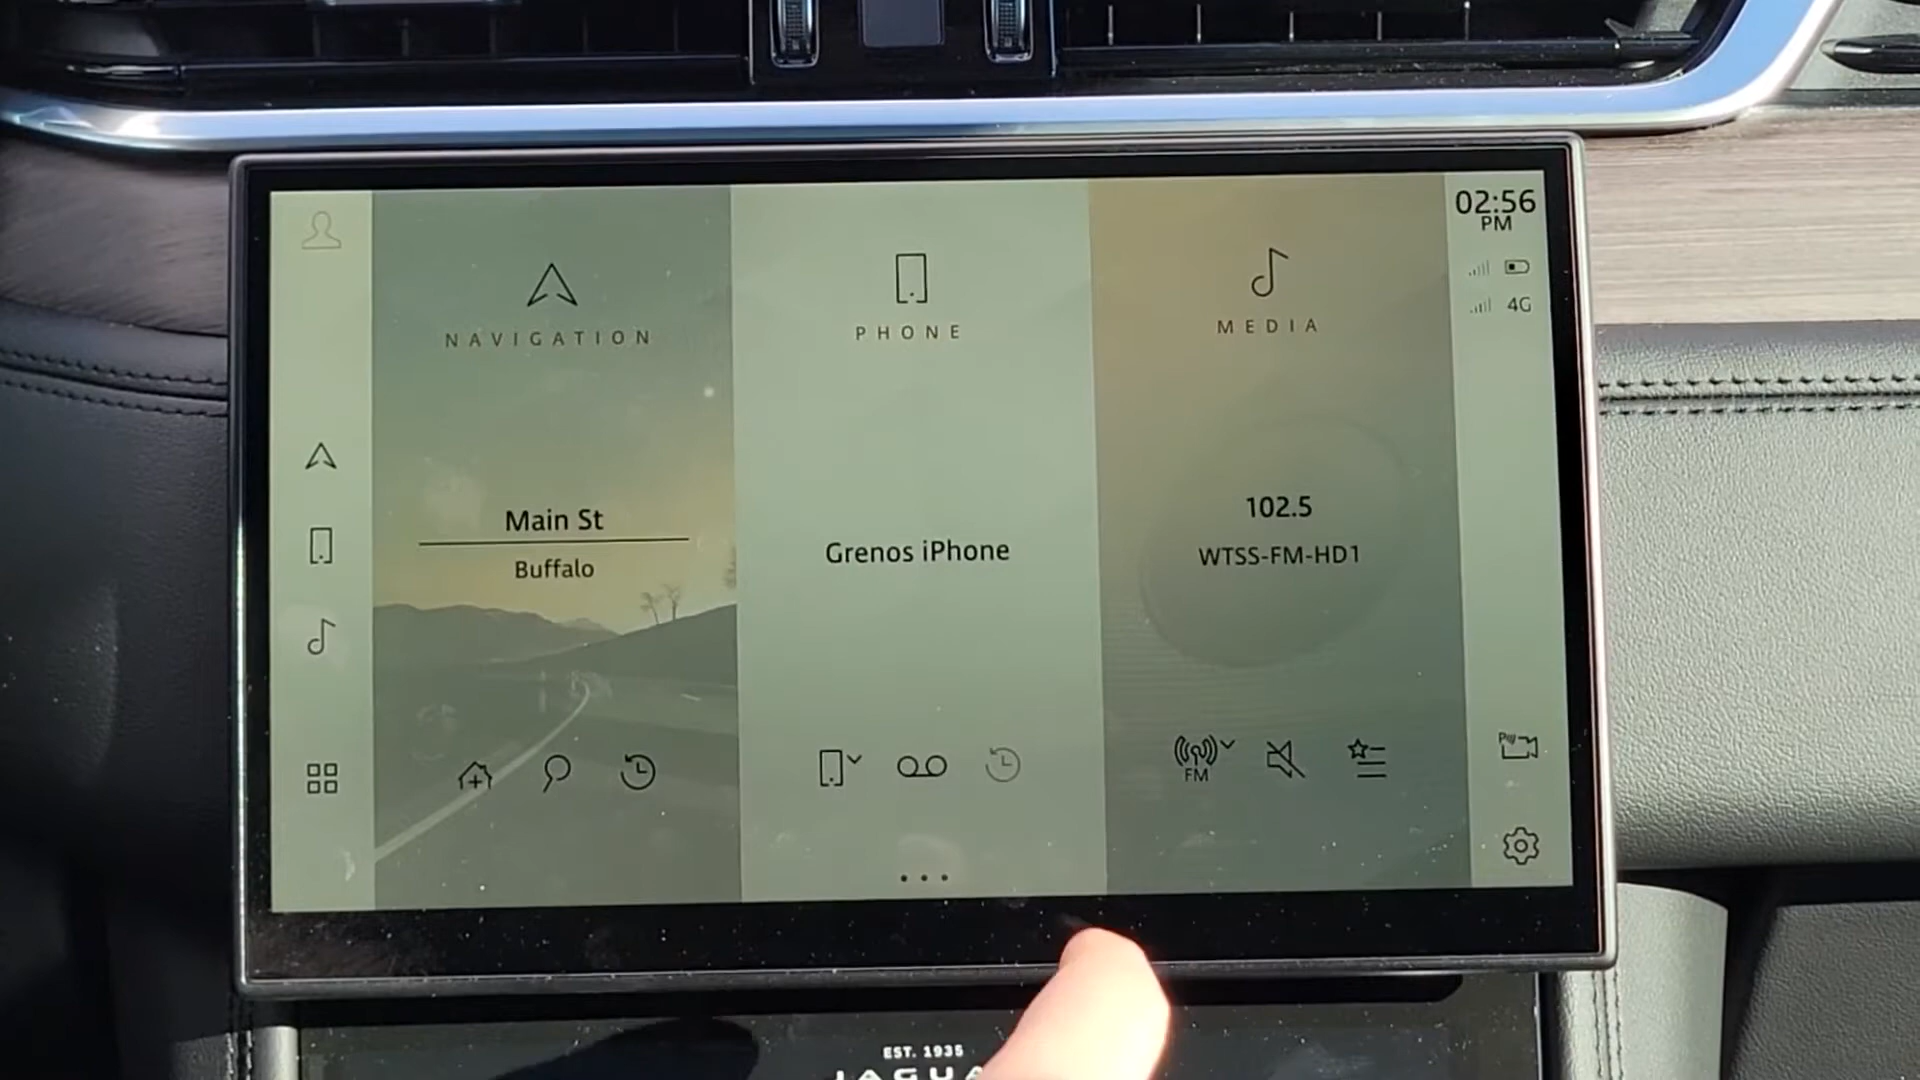 02:56
PM
4G
NAVIGATION
PHONE
MEDIA
Main St
Buffalo
Grenos iPhone
102.5
WTSS-FM-HD1
FM
EST. 1935